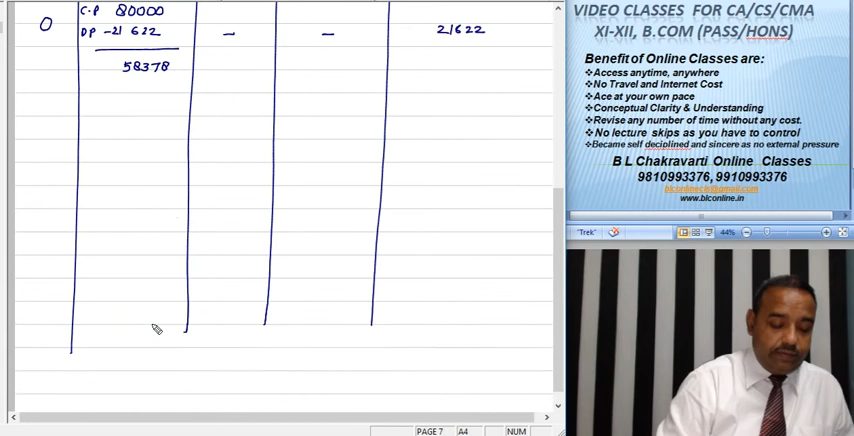 C.P 80000
0 DP -21 622 - - 21622
58378
VIDEO CLASSES FOR CA/CS/CMA
XI-XII, B.COM (PASS/HONS)
Benefit of Online Classes are:
❖Access anytime, anywhere
❖No Travel and Internet Cost
❖Ace at your own pace
❖Conceptual Clarity & Understanding
❖Revise any number of time without any cost.
❖No lecture skips as you have to control
❖Became self deciplined and sincere as no external pressure
B L Chakravarti Online Classes
9810993376, 9910993376
www.blconline.in
"Trek" 44%
PAGE 7 A4 NUM